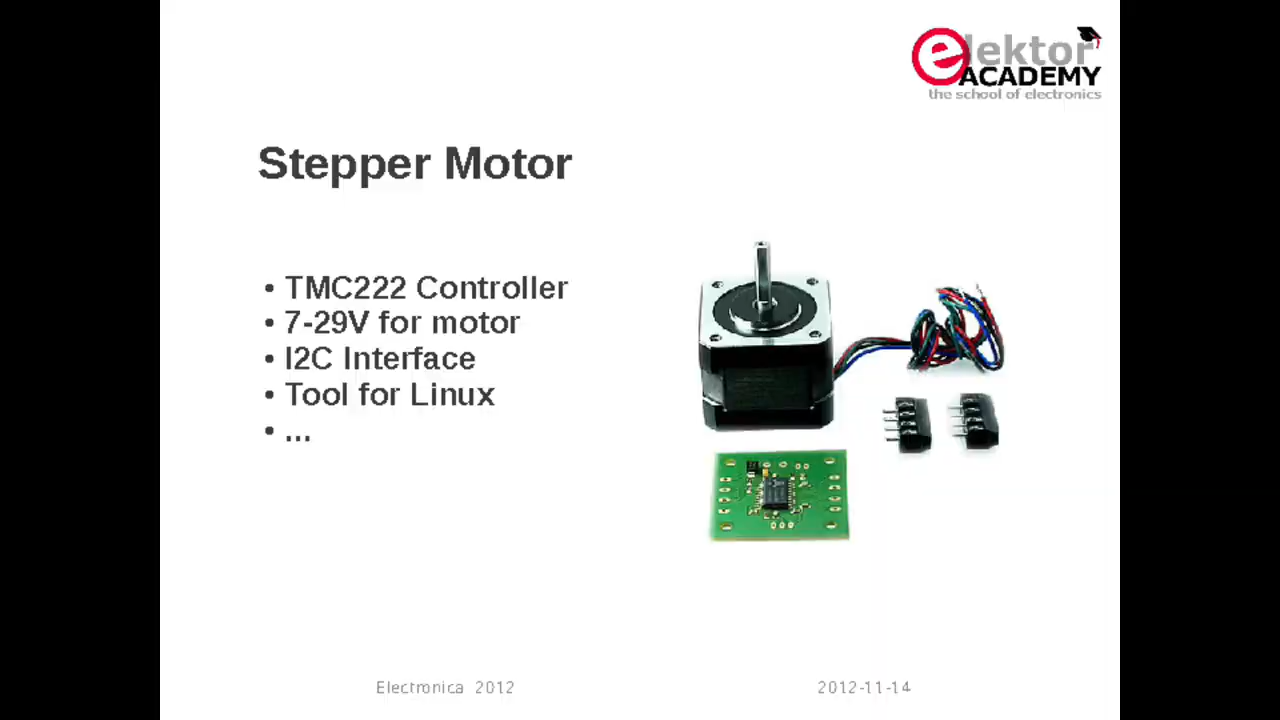 elektor
ACADEMY
the school of electronics
Stepper Motor
• TMC222 Controller
• 7-29V for motor
• I2C Interface
• Tool for Linux
• ...
Electronica 2012
2012-11-14